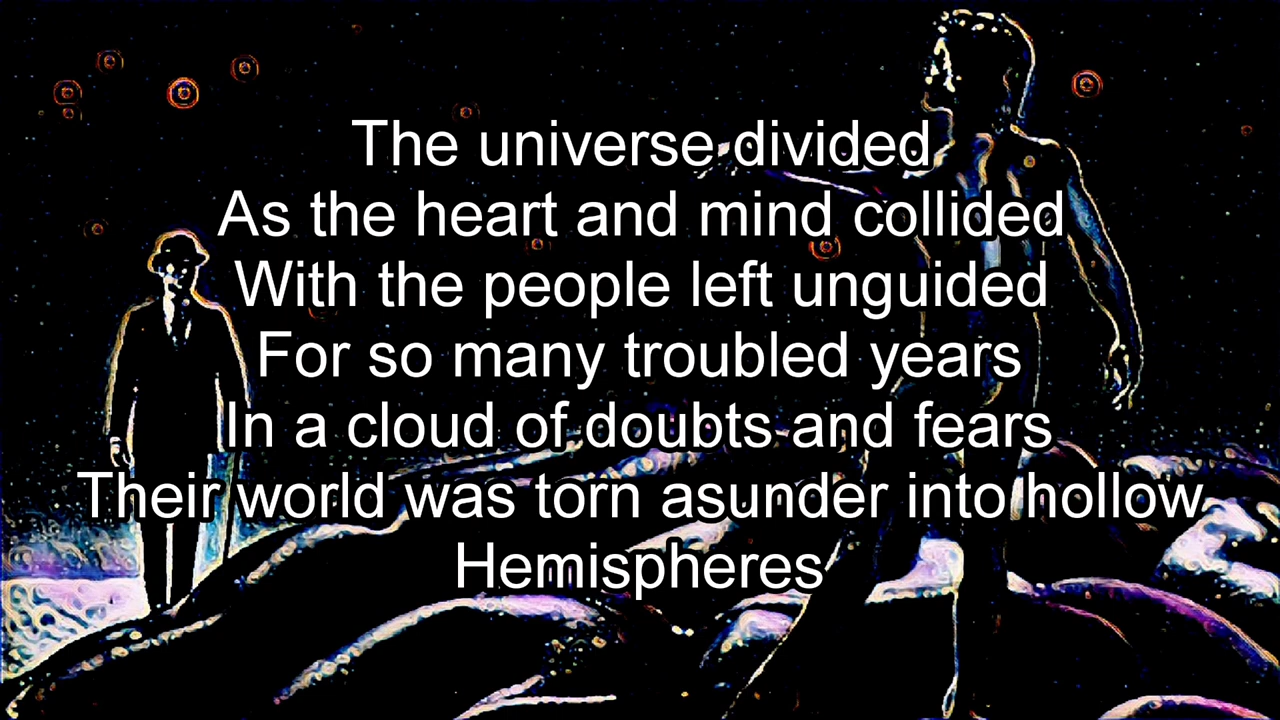 The universe divided
As the heart and mind collided
With the people left unguided
For so many troubled years
In a cloud of doubts and fears
Their world was torn asunder into hollow
Hemispheres